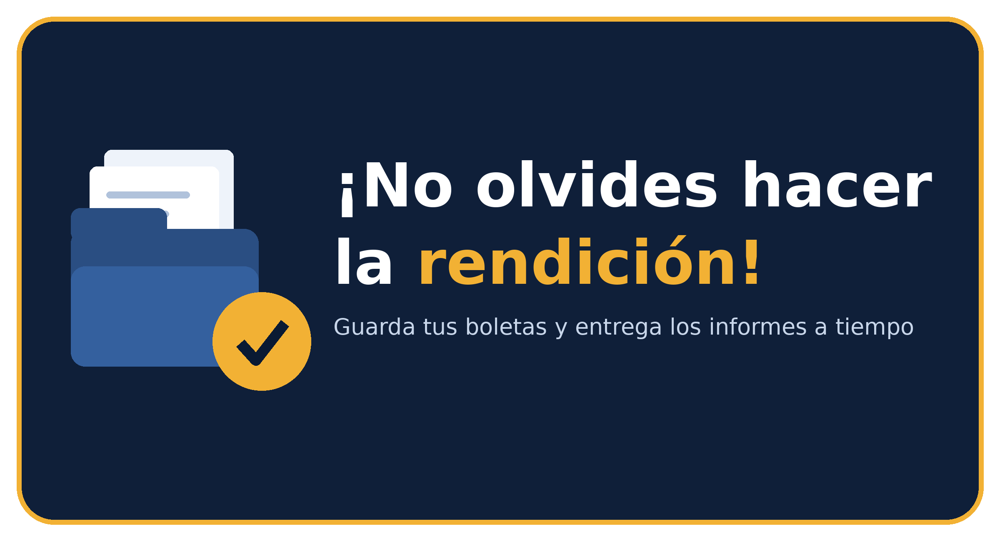 ¡No olvides hacer
la rendición!
Guarda tus boletas y entrega los informes a tiempo